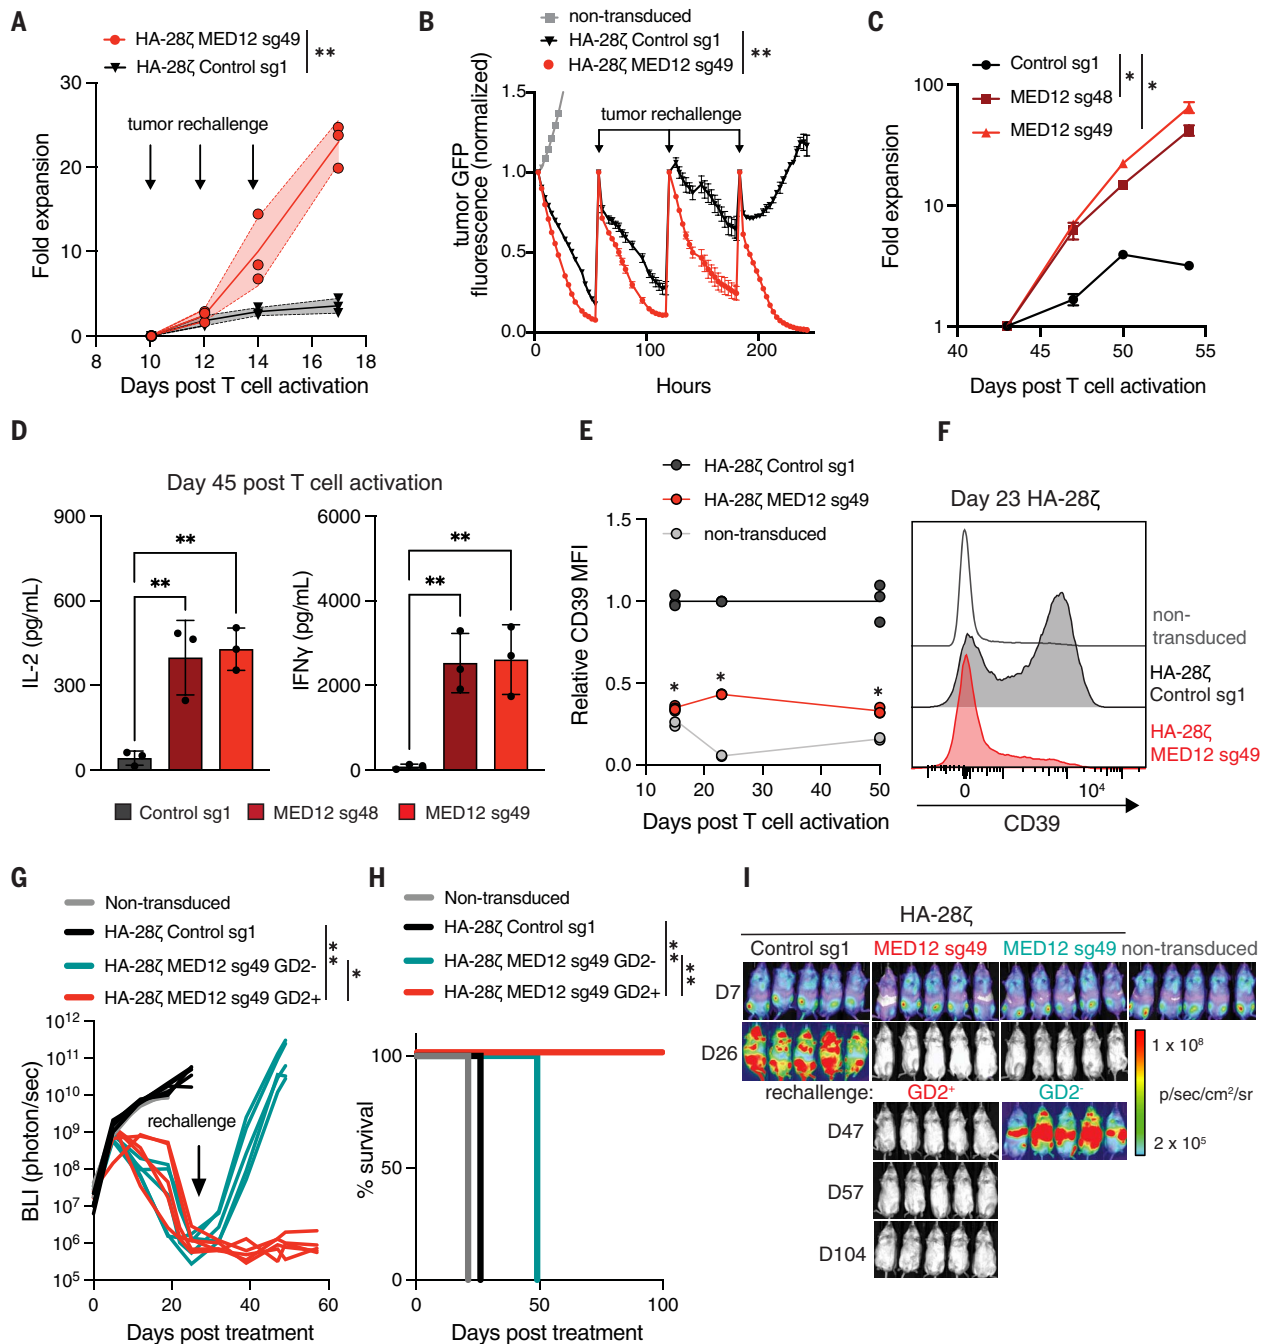 A
HA-28ζ MED12 sg49
HA-28ζ Control sg1
**
30
20
10
0
tumor rechallenge
Fold expansion
8 10 12 14 16 18
Days post T cell activation
B
non-transduced
HA-28ζ Control sg1
HA-28ζ MED12 sg49
**
1.5
1.0
0.5
0.0
tumor rechallenge
tumor GFP
fluorescence (normalized)
0 100 200
Hours
C
Control sg1
MED12 sg48
MED12 sg49
* *
100
10
1
Fold expansion
40 45 50 55
Days post T cell activation
D
Day 45 post T cell activation
900
600
300
0
IL-2 (pg/mL)
**
**
6000
4000
2000
0
IFNγ (pg/mL)
**
**
Control sg1 MED12 sg48 MED12 sg49
E
HA-28ζ Control sg1
HA-28ζ MED12 sg49
non-transduced
1.5
1.0
0.5
0.0
Relative CD39 MFI
* * *
10 20 30 40 50
Days post T cell activation
F
Day 23 HA-28ζ
non-
transduced
HA-28ζ
Control sg1
HA-28ζ
MED12 sg49
0 10⁴
CD39
G
Non-transduced
HA-28ζ Control sg1
HA-28ζ MED12 sg49 GD2-
HA-28ζ MED12 sg49 GD2+
**
*
10¹²
10¹¹
10¹⁰
10⁹
10⁸
10⁷
10⁶
10⁵
rechallenge
BLI (photon/sec)
0 20 40 60
Days post treatment
H
Non-transduced
HA-28ζ Control sg1
HA-28ζ MED12 sg49 GD2-
HA-28ζ MED12 sg49 GD2+
**
**
100
50
0
% survival
0 50 100
Days post treatment
I
HA-28ζ
Control sg1 MED12 sg49 MED12 sg49 non-transduced
D7
D26
rechallenge: GD2⁺ GD2⁻
D47
D57
D104
1 x 10⁸
p/sec/cm²/sr
2 x 10⁵